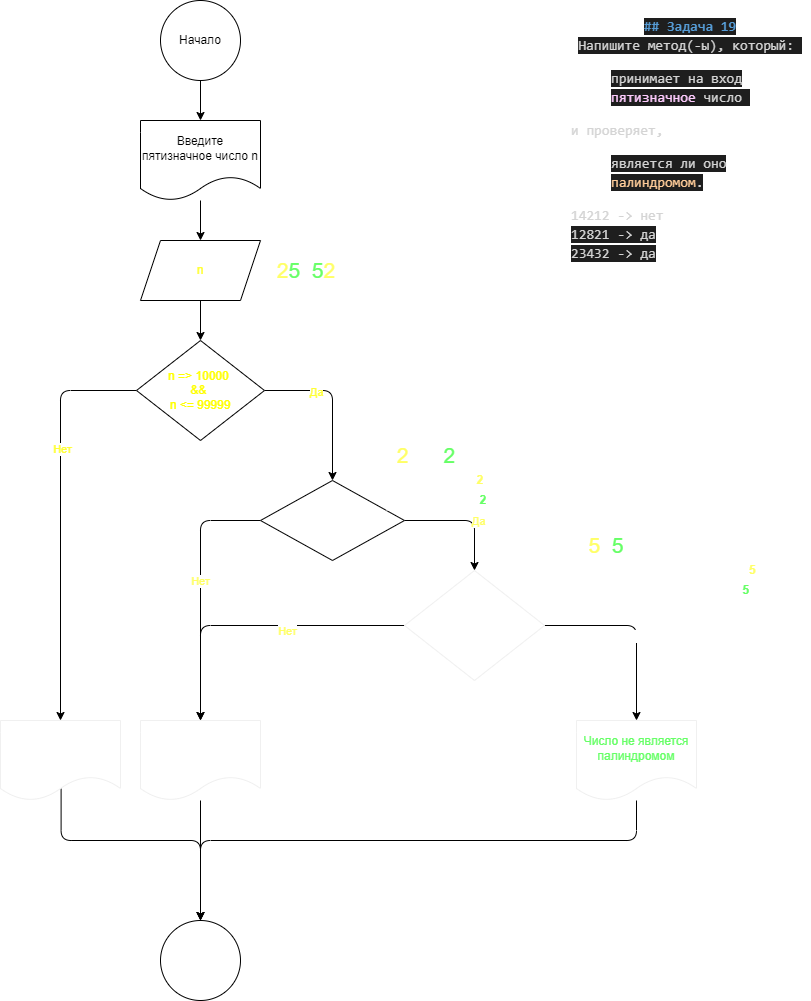 Начало
## Задача 19
Напишите метод(-ы), который:
принимает на вход
пятизначное число
и проверяет,
является ли оно
палиндромом.
14212 -> нет
12821 -> да
23432 -> да
Введите
пятизначное число n
n
25 52
n => 10000
&&
n <= 99999
Да
Нет
2 2
2
2
Да
Нет
5 5
5
5
Нет
Число не является
палиндромом